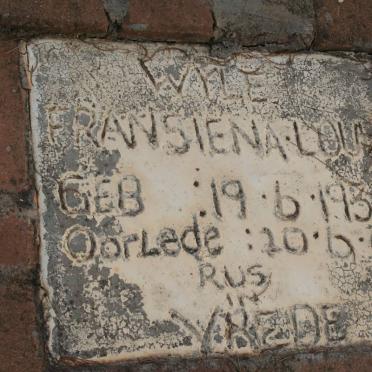 WYLE
FRANSIENA·LOU
GEB :19·6·193
Oorlede :20·6·
RUS
in
VREDE